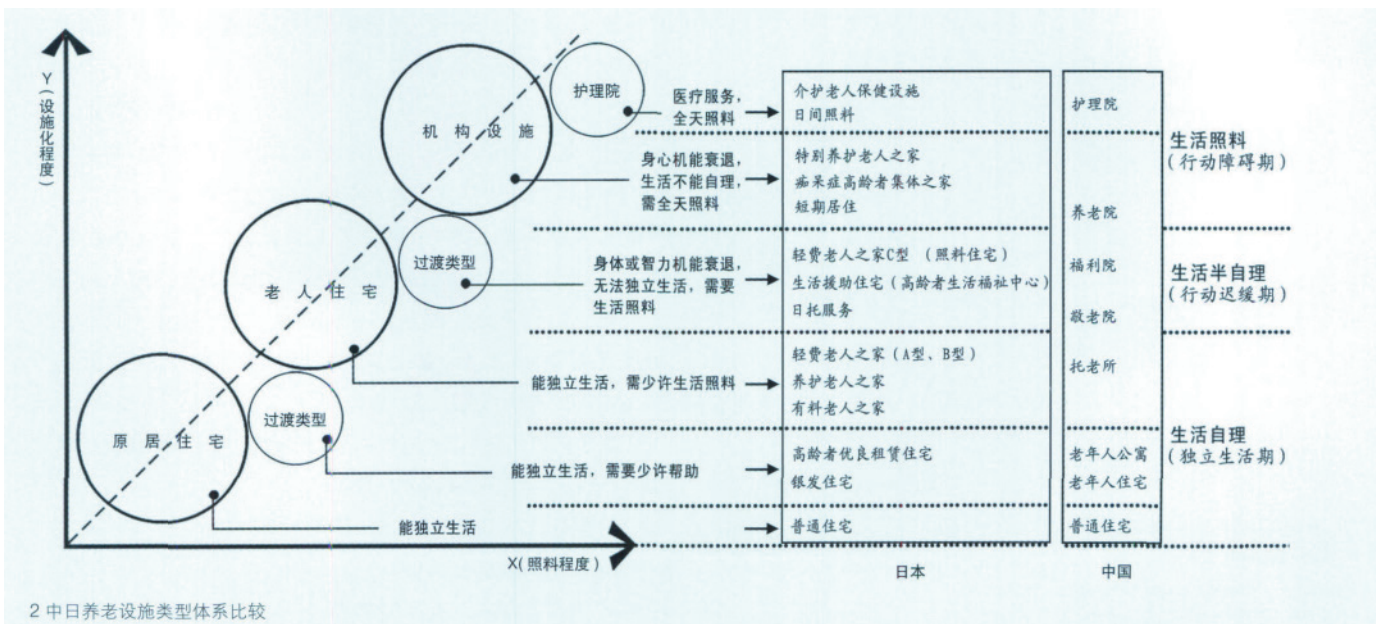 Y(设施化程度)
机构设施
护理院
过渡类型
老人住宅
过渡类型
原居住宅
X(照料程度)
医疗服务，
全天照料
身心机能衰退，
生活不能自理，
需全天照料
身体或智力机能衰退，
无法独立生活，需要
生活照料
能独立生活，需少许生活照料
能独立生活，需要少许帮助
能独立生活
介护老人保健设施
日间照料
特别养护老人之家
痴呆症高龄者集体之家
短期居住
轻费老人之家C型 (照料住宅)
生活援助住宅(高龄者生活福祉中心)
日托服务
轻费老人之家(A型、B型)
养护老人之家
有料老人之家
高龄者优良租赁住宅
银发住宅
普通住宅
日本
护理院
养老院
福利院
敬老院
托老所
老年人公寓
老年人住宅
普通住宅
中国
生活照料
(行动障碍期)
生活半自理
(行动迟缓期)
生活自理
(独立生活期)
2 中日养老设施类型体系比较